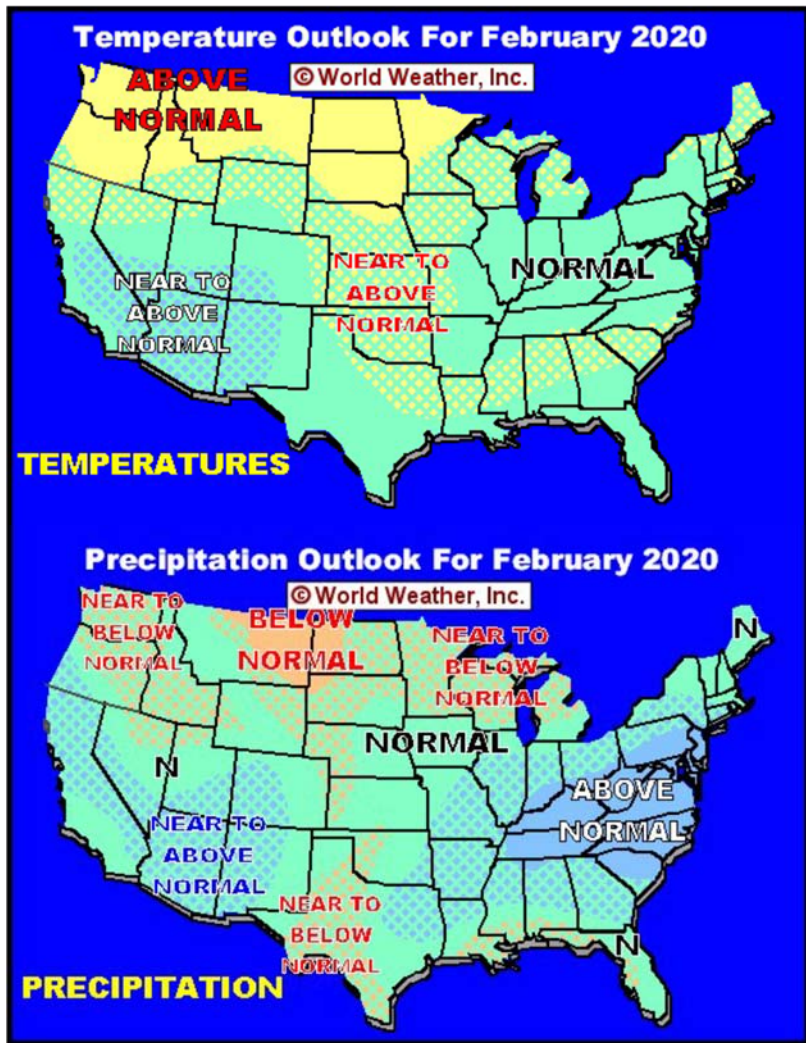 Temperature Outlook For February 2020
© World Weather, Inc.
ABOVE
NORMAL
NEAR TO
ABOVE
NORMAL
NORMAL
NEAR TO
ABOVE
NORMAL
TEMPERATURES
Precipitation Outlook For February 2020
© World Weather, Inc.
NEAR TO
BELOW
NORMAL
BELOW
NORMAL
NEAR TO
BELOW
NORMAL
N
NORMAL
N
ABOVE
NORMAL
NEAR TO
ABOVE
NORMAL
NEAR TO
BELOW
NORMAL
N
PRECIPITATION